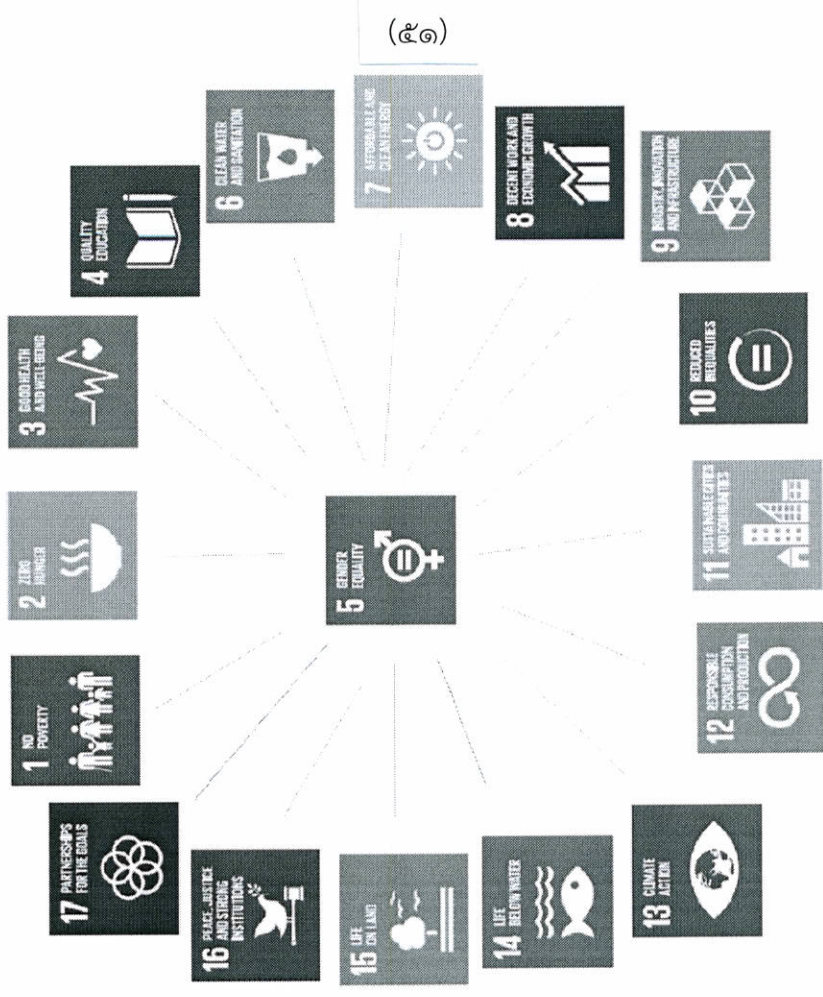 (๕๑)
1 NO
POVERTY
2 ZERO
HUNGER
3 GOOD HEALTH
AND WELL-BEING
4 QUALITY
EDUCATION
6 CLEAN WATER
AND SANITATION
7 AFFORDABLE AND
CLEAN ENERGY
8 DECENT WORK AND
ECONOMIC GROWTH
9 INDUSTRY, INNOVATION
AND INFRASTRUCTURE
10 REDUCED
INEQUALITIES
11 SUSTAINABLE CITIES
AND COMMUNITIES
12 RESPONSIBLE
CONSUMPTION
AND PRODUCTION
13 CLIMATE
ACTION
14 LIFE
BELOW WATER
15 LIFE
ON LAND
16 PEACE, JUSTICE
AND STRONG
INSTITUTIONS
17 PARTNERSHIPS
FOR THE GOALS
5 GENDER
EQUALITY